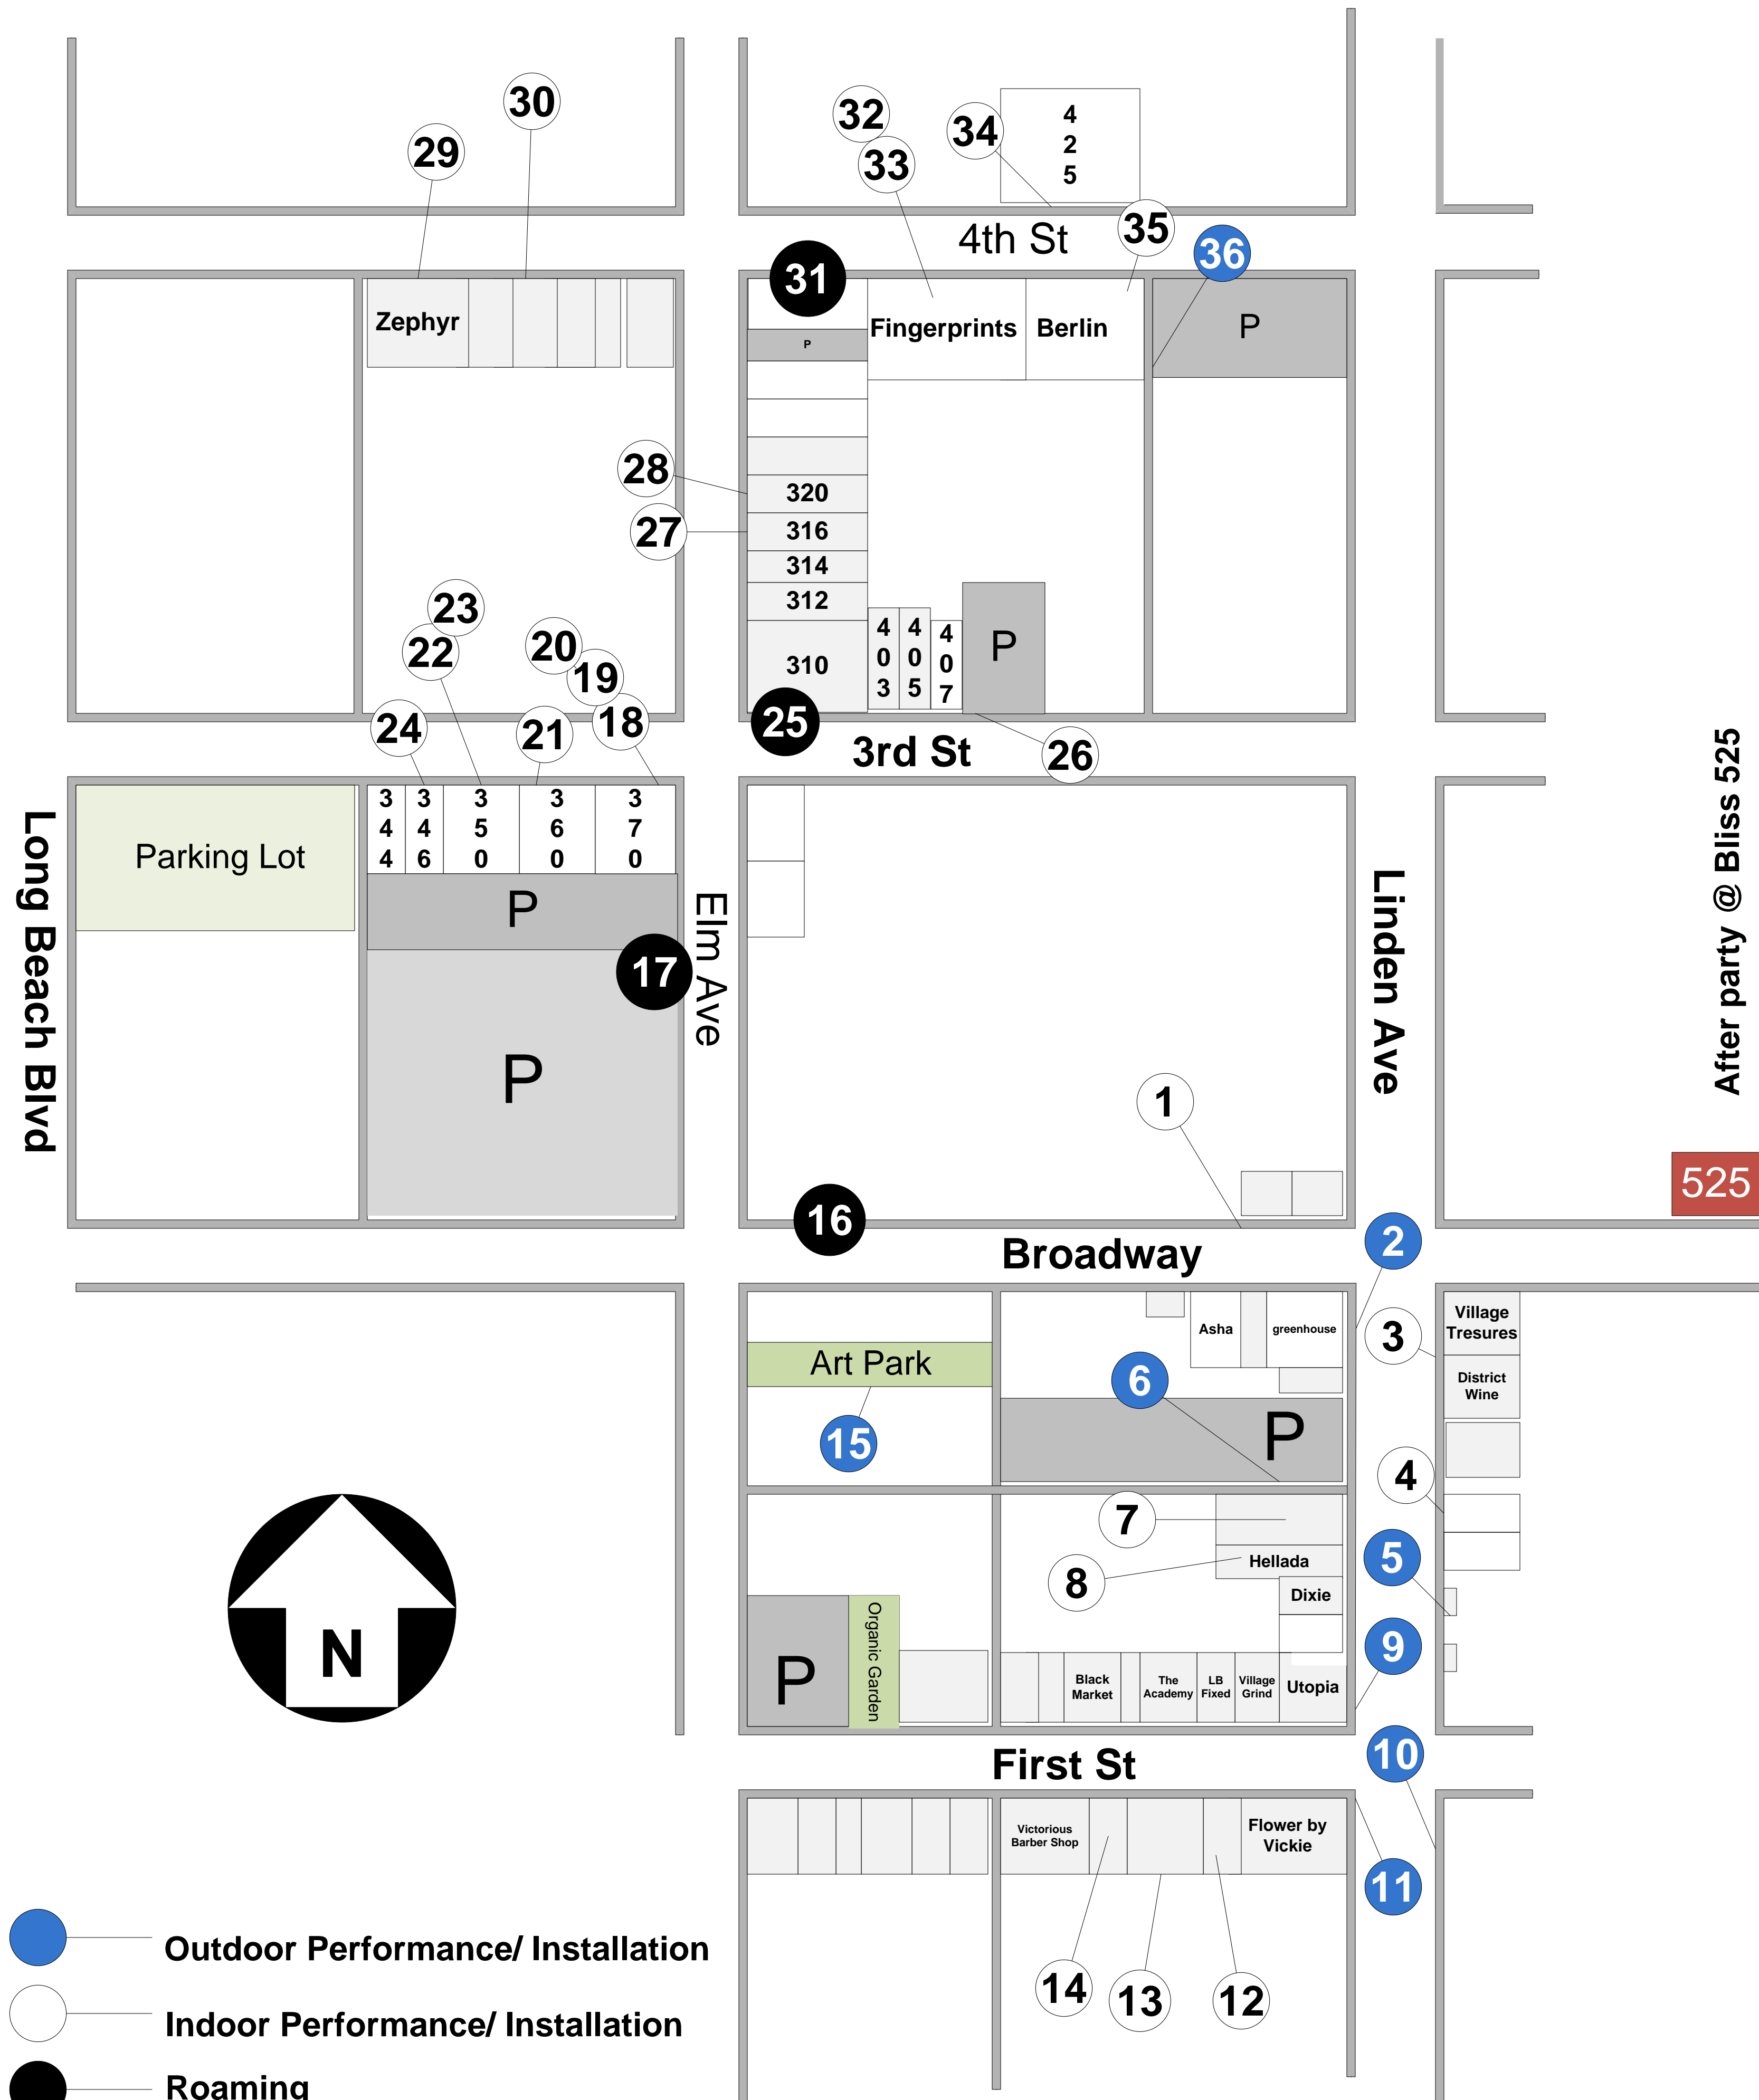 30
29
32
33
34
4
2
5
4th St
35
36
31
Zephyr
P
Fingerprints
Berlin
P
28
320
27
316
314
312
310
23
22
20
19
18
24
21
4
0
3
4
0
5
4
0
7
P
25
3rd St
26
Parking Lot
3
4
4
3
4
6
3
5
0
3
6
0
3
7
0
P
17
P
Long Beach Blvd
Elm Ave
Linden Ave
After party @ Bliss 525
1
525
16
Broadway
2
3
Village
Tresures
District
Wine
Asha
greenhouse
Art Park
6
P
15
4
7
5
Hellada
8
Dixie
9
Organic Garden
P
Black
Market
The
Academy
LB
Fixed
Village
Grind
Utopia
N
First St
10
Victorious
Barber Shop
Flower by
Vickie
11
14
13
12
Outdoor Performance/ Installation
Indoor Performance/ Installation
Roaming